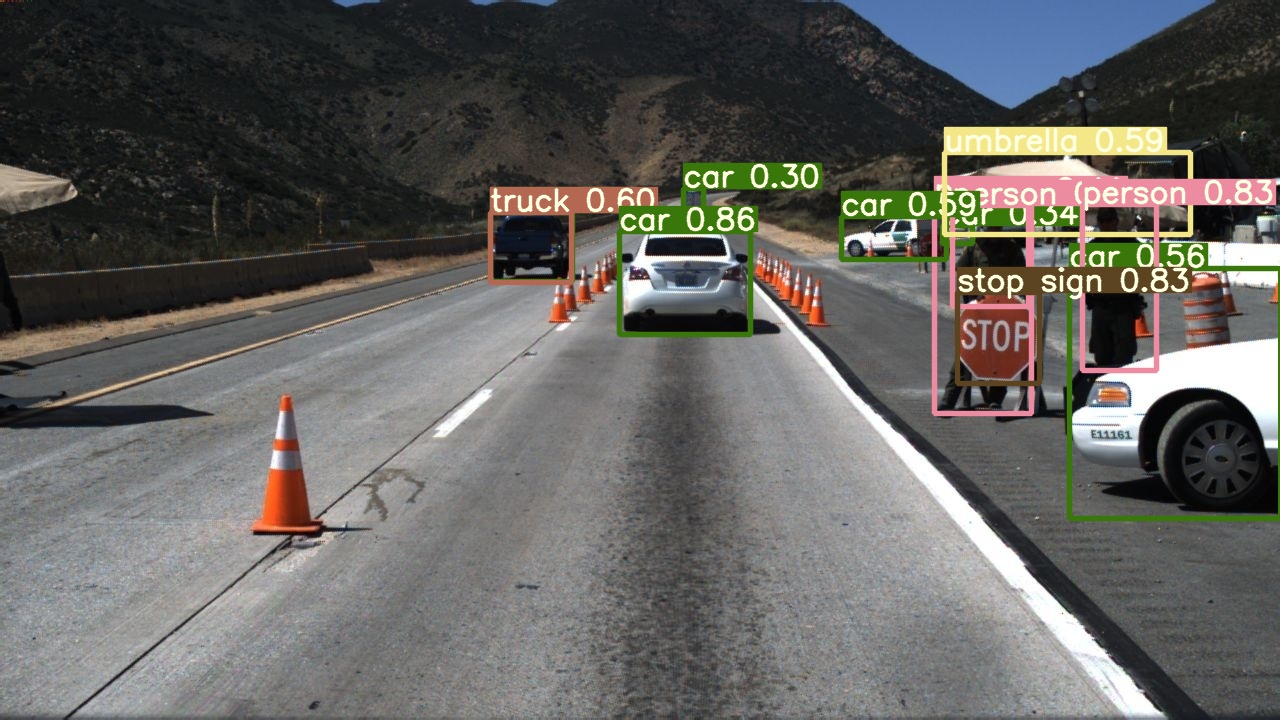 umbrella 0.59
person (person 0.83
car 0.30
truck 0.60
car 0.59
car 0.34
car 0.86
car 0.56
stop sign 0.83
STOP
E11161